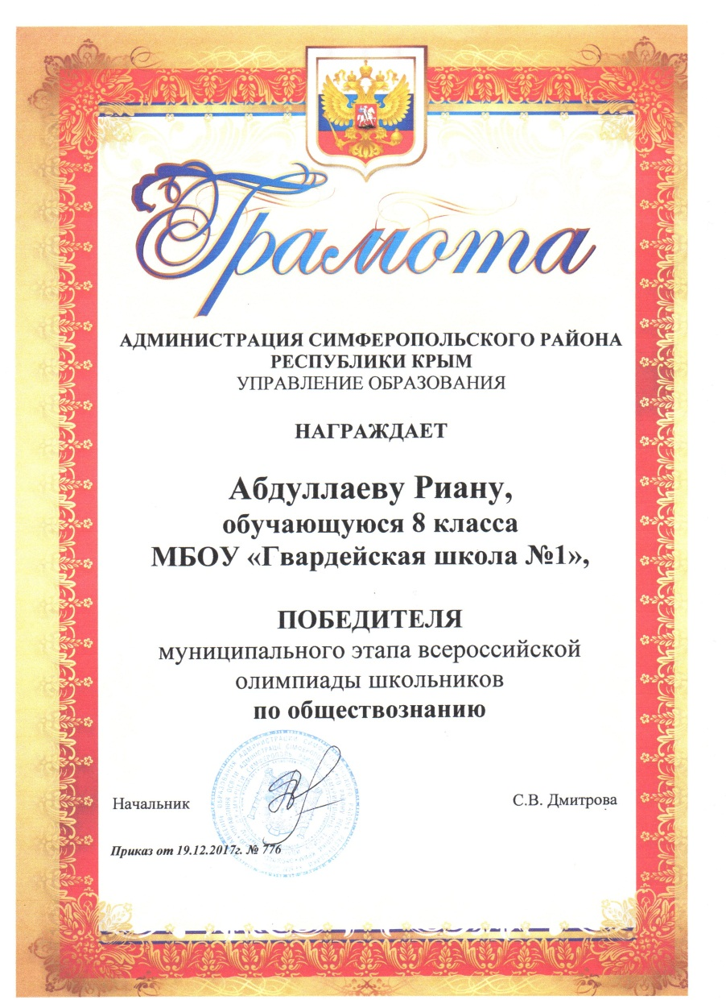 Грамота
АДМИНИСТРАЦИЯ СИМФЕРОПОЛЬСКОГО РАЙОНА
РЕСПУБЛИКИ КРЫМ
УПРАВЛЕНИЕ ОБРАЗОВАНИЯ
НАГРАЖДАЕТ
Абдуллаеву Риану,
обучающуюся 8 класса
МБОУ «Гвардейская школа №1»,
ПОБЕДИТЕЛЯ
муниципального этапа всероссийской
олимпиады школьников
по обществознанию
Начальник
С.В. Дмитрова
Приказ от 19.12.2017г. № 776